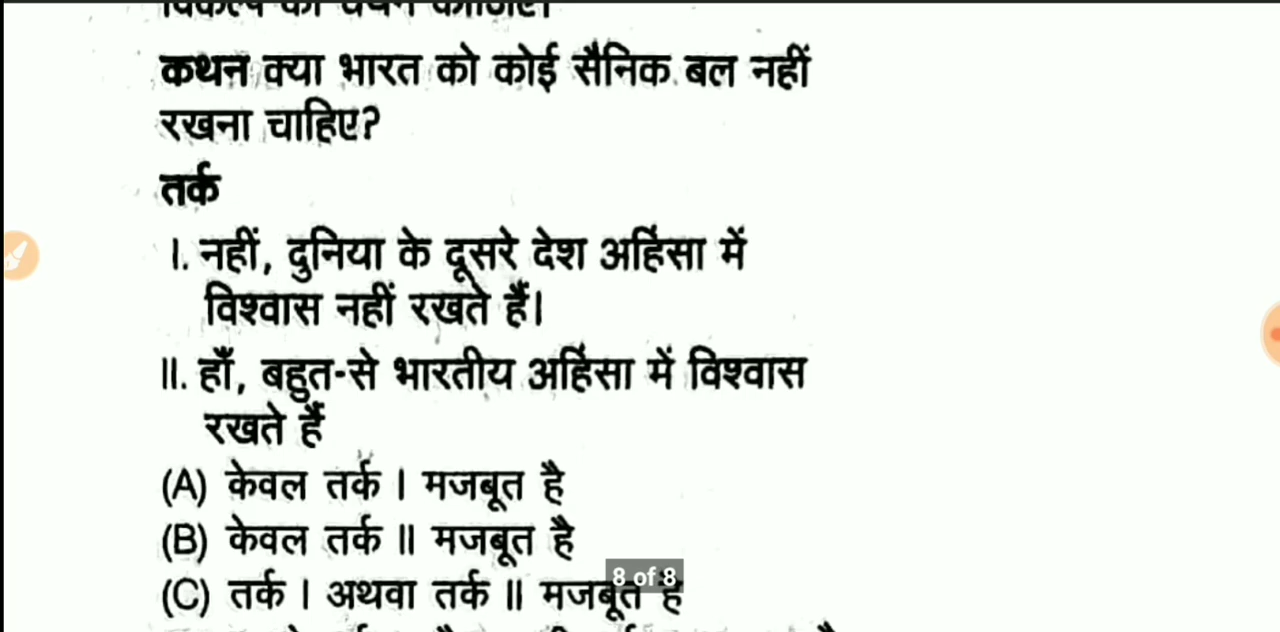 कथन क्या भारत को कोई सैनिक बल नहीं
रखना चाहिए?
तर्क
I. नहीं, दुनिया के दूसरे देश अहिंसा में
विश्वास नहीं रखते हैं।
II. हाँ, बहुत-से भारतीय अहिंसा में विश्वास
रखते हैं
(A) केवल तर्क I मजबूत है
(B) केवल तर्क II मजबूत है
(C) तर्क I अथवा तर्क II मजबूत है
8 of 8